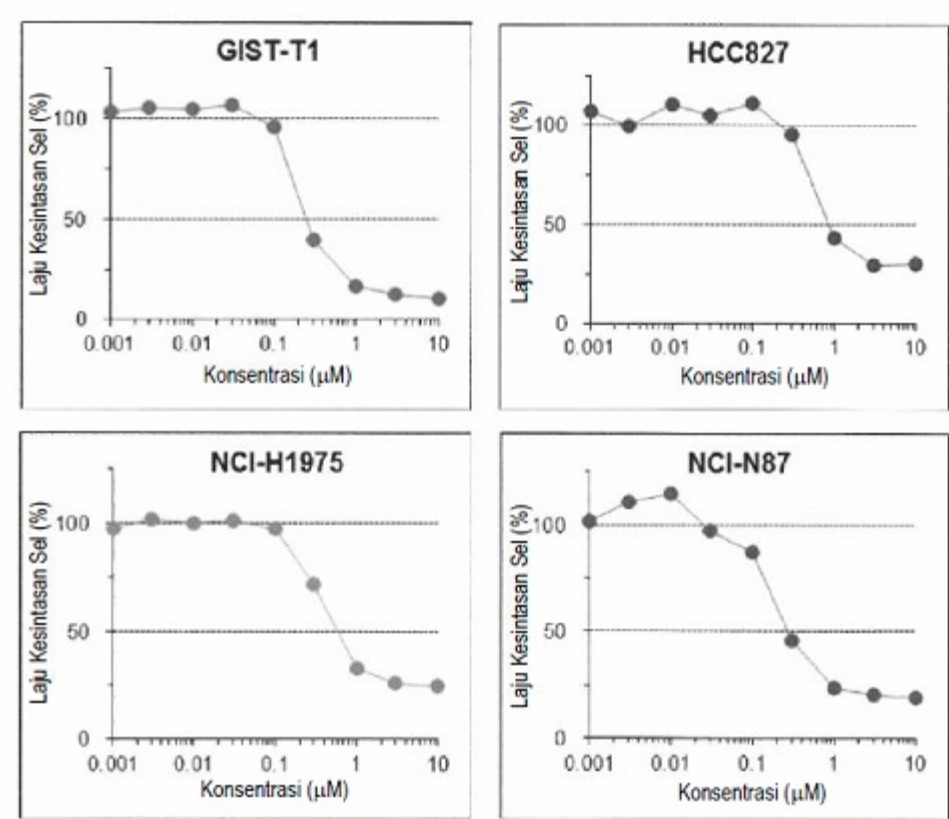 GIST-T1
Laju Kesintasan Sel (%)
100
50
0
0.001 0.01 0.1 1 10
Konsentrasi (μM)
HCC827
Laju Kesintasan Sel (%)
100
50
0
0.001 0.01 0.1 1 10
Konsentrasi (μM)
NCI-H1975
Laju Kesintasan Sel (%)
100
50
0
0.001 0.01 0.1 1 10
Konsentrasi (μM)
NCI-N87
Laju Kesintasan Sel (%)
100
50
0
0.001 0.01 0.1 1 10
Konsentrasi (μM)